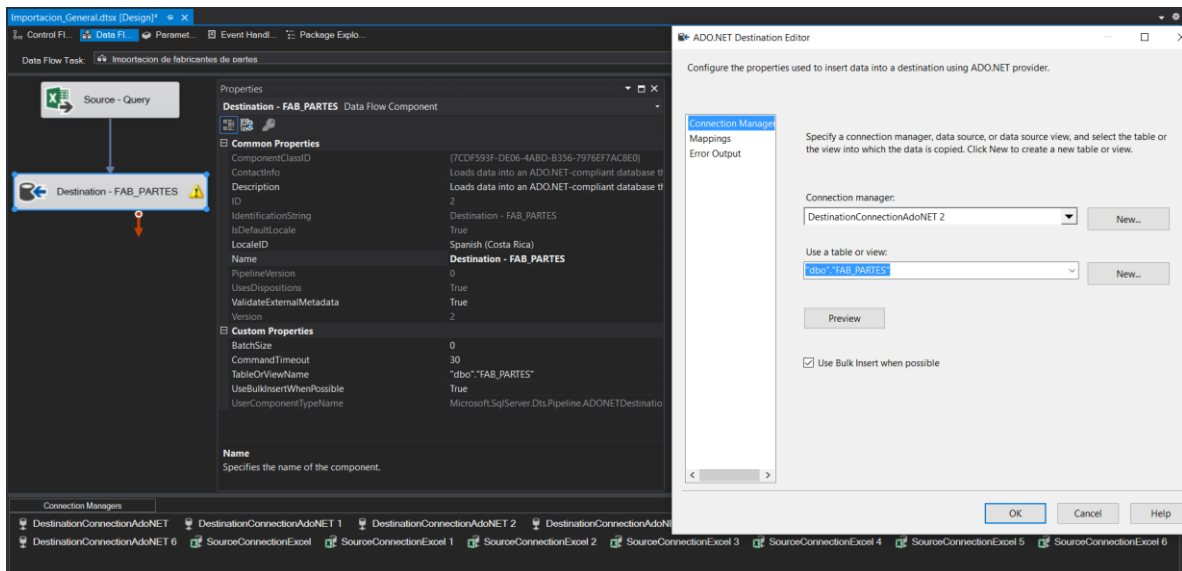 Importacion_General.dtsx [Design]*
Control Fl... Data Fl... Paramet... Event Handl... Package Explo...
Data Flow Task: Importacion de fabricantes de partes
Source - Query
Destination - FAB_PARTES
Properties
Destination - FAB_PARTES Data Flow Component
Common Properties
ComponentClassID {7CDF593F-DE06-4ABD-B356-7976EF7AC8E0}
ContactInfo Loads data into an ADO.NET-compliant database th
Description Loads data into an ADO.NET-compliant database th
ID 2
IdentificationString Destination - FAB_PARTES
IsDefaultLocale True
LocaleID Spanish (Costa Rica)
Name Destination - FAB_PARTES
PipelineVersion 0
UsesDispositions True
ValidateExternalMetadata True
Version 2
Custom Properties
BatchSize 0
CommandTimeout 30
TableOrViewName "dbo"."FAB_PARTES"
UseBulkInsertWhenPossible True
UserComponentTypeName Microsoft.SqlServer.Dts.Pipeline.ADONETDestinatio
Name
Specifies the name of the component.
ADO.NET Destination Editor
Configure the properties used to insert data into a destination using ADO.NET provider.
Connection Manager
Mappings
Error Output
Specify a connection manager, data source, or data source view, and select the table or
the view into which the data is copied. Click New to create a new table or view.
Connection manager:
DestinationConnectionAdoNET 2
New...
Use a table or view:
"dbo"."FAB_PARTES"
New...
Preview
Use Bulk Insert when possible
OK Cancel Help
Connection Managers
DestinationConnectionAdoNET DestinationConnectionAdoNET 1 DestinationConnectionAdoNET 2 DestinationConnectionAdoNE
DestinationConnectionAdoNET 6 SourceConnectionExcel SourceConnectionExcel 1 SourceConnectionExcel 2 SourceConnectionExcel 3 SourceConnectionExcel 4 SourceConnectionExcel 5 SourceConnectionExcel 6